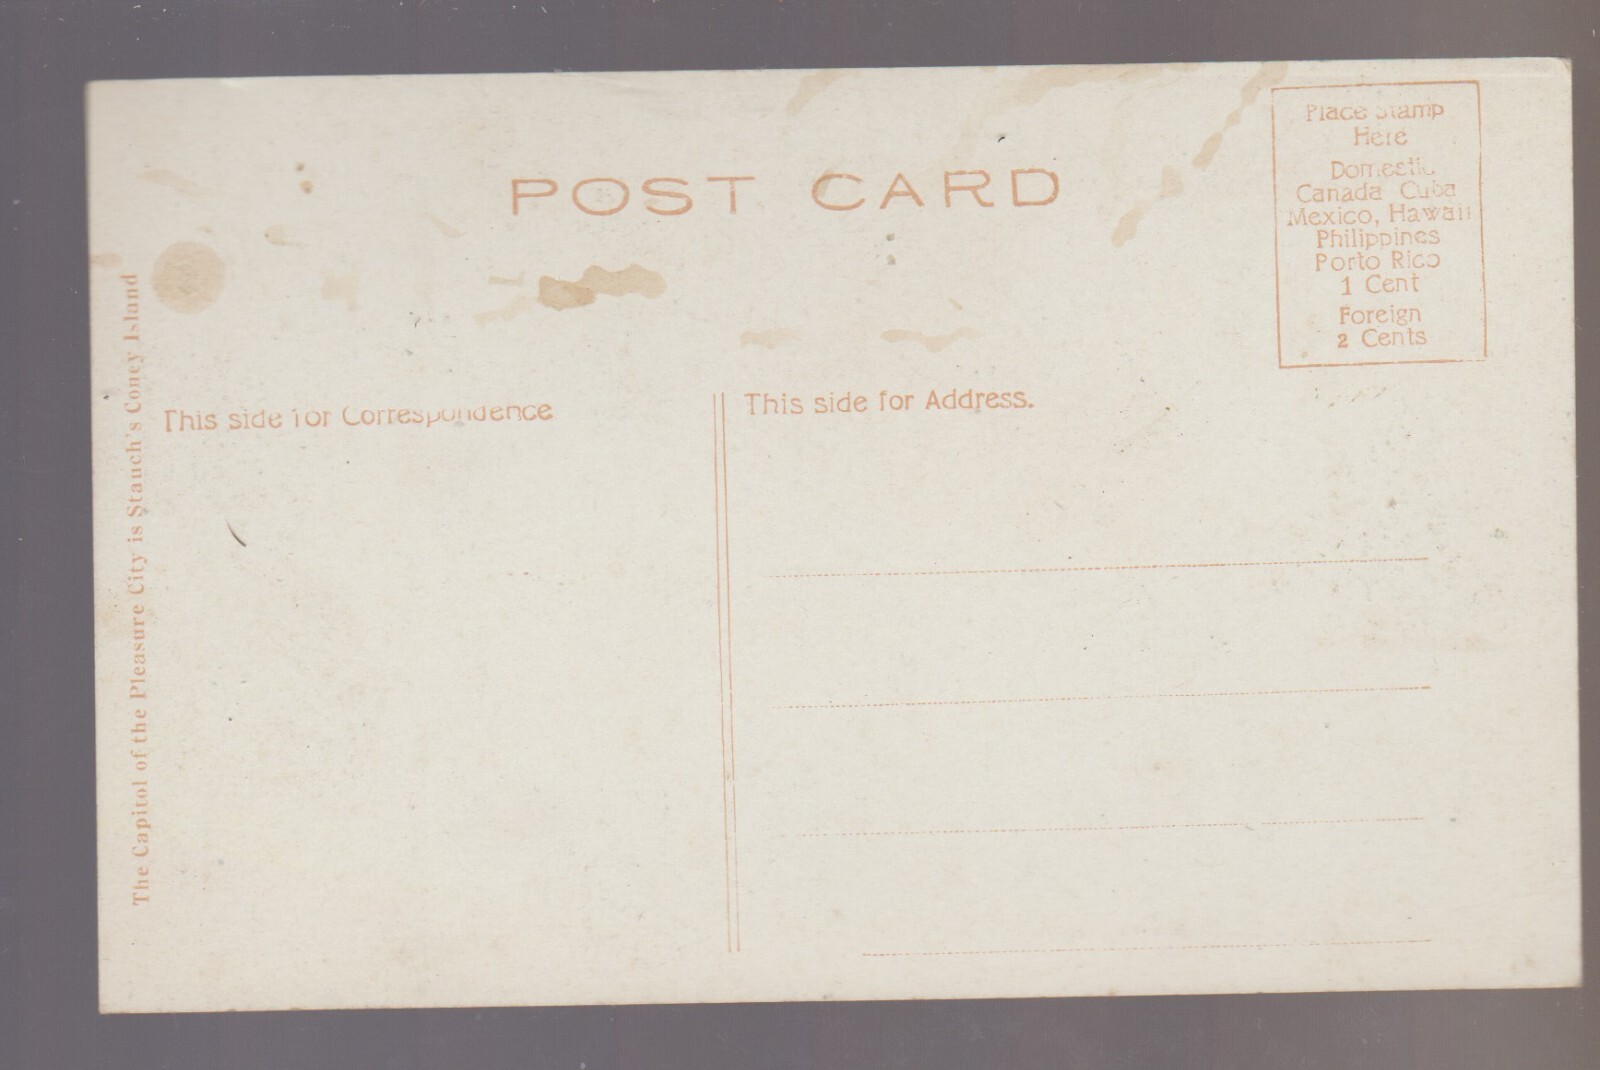 POST CARD
Place Stamp
Here
Domestic
Canada Cuba
Mexico, Hawaii
Philippines
Porto Rico
1 Cent
Foreign
2 Cents
This side for Correspondence
This side for Address.
The Capitol of the Pleasure City is Stauch's Coney Island